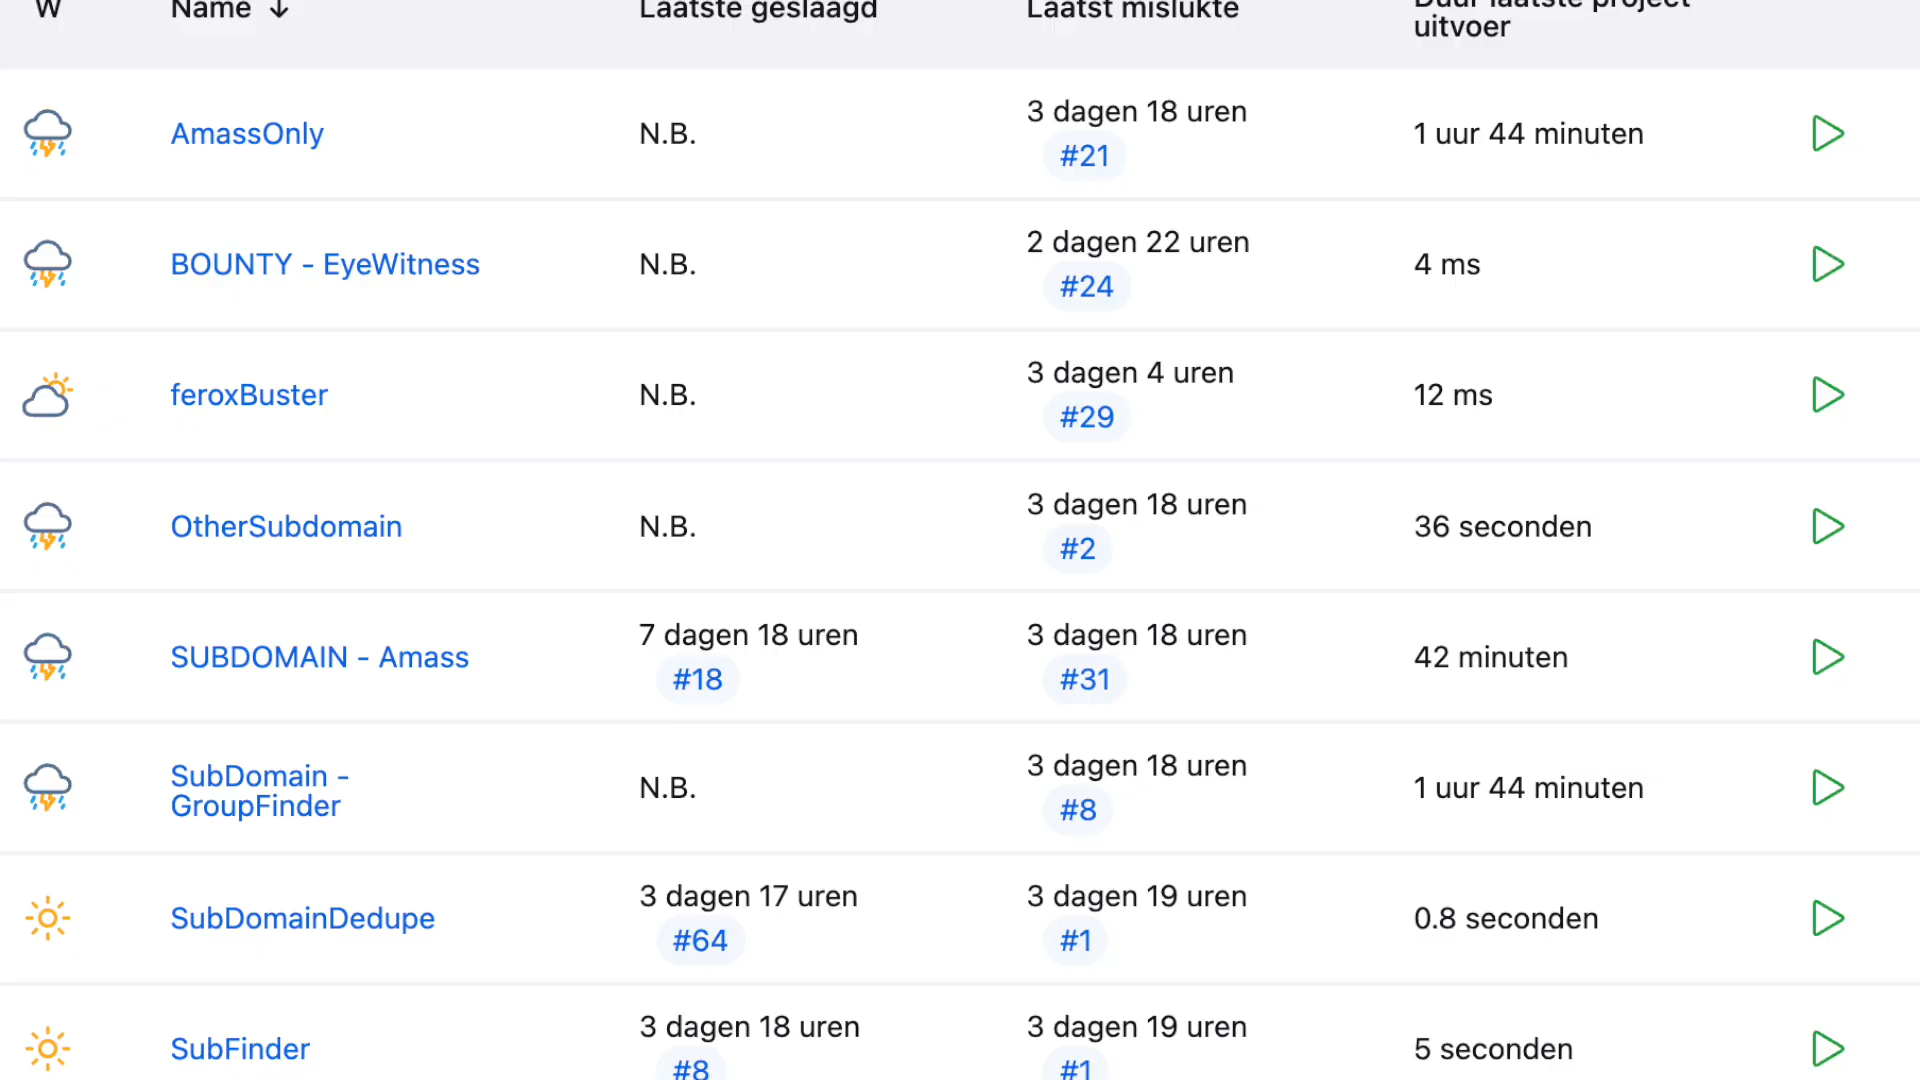 W Name ↓ Laatste geslaagd Laatst mislukte Duur laatste project
uitvoer
AmassOnly N.B. 3 dagen 18 uren #21 1 uur 44 minuten
BOUNTY - EyeWitness N.B. 2 dagen 22 uren #24 4 ms
feroxBuster N.B. 3 dagen 4 uren #29 12 ms
OtherSubdomain N.B. 3 dagen 18 uren #2 36 seconden
SUBDOMAIN - Amass 7 dagen 18 uren #18 3 dagen 18 uren #31 42 minuten
SubDomain -
GroupFinder N.B. 3 dagen 18 uren #8 1 uur 44 minuten
SubDomainDedupe 3 dagen 17 uren #64 3 dagen 19 uren #1 0.8 seconden
SubFinder 3 dagen 18 uren #8 3 dagen 19 uren #1 5 seconden